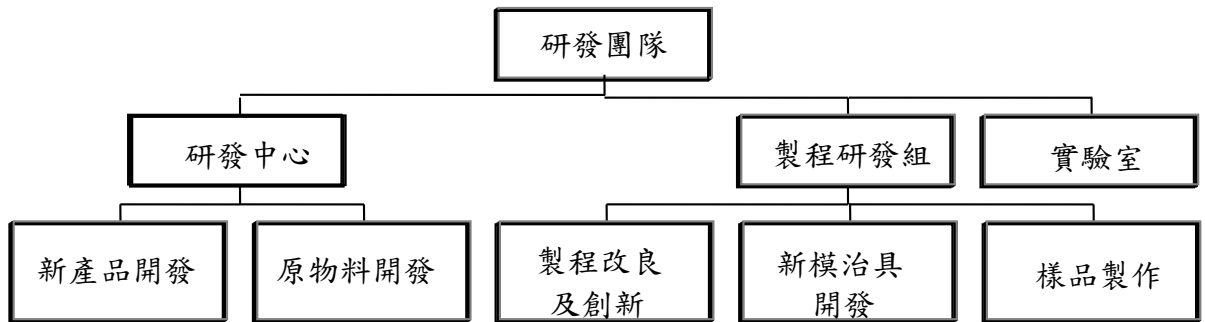 研發團隊
研發中心
製程研發組
實驗室
新產品開發
原物料開發
製程改良
及創新
新模治具
開發
樣品製作